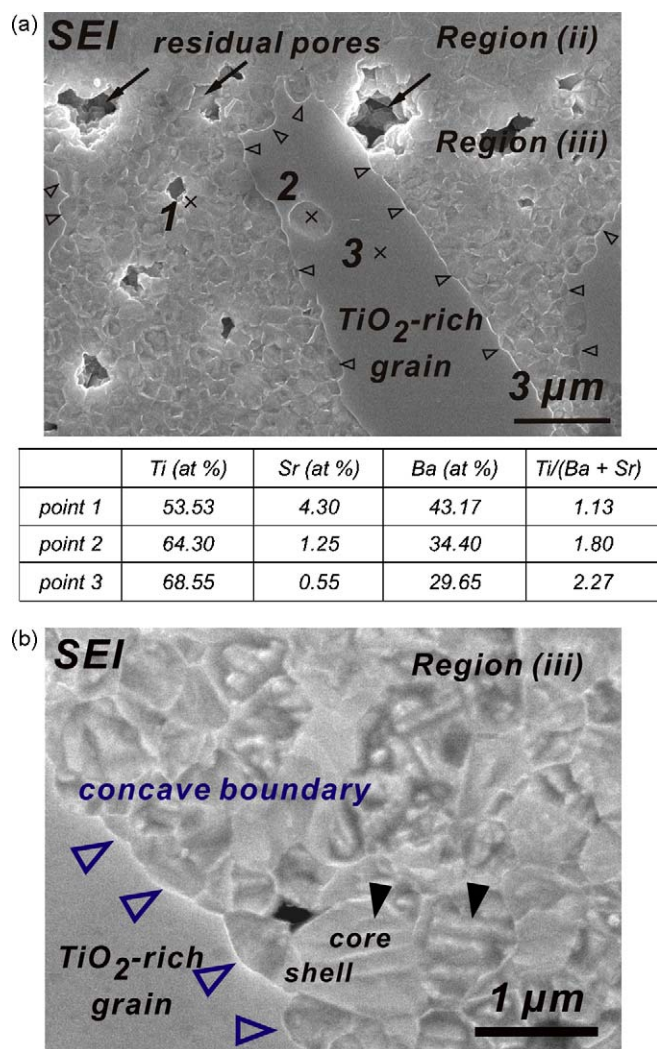 (a)
SEI
residual pores
Region (ii)
Region (iii)
1
2
3
TiO₂-rich
grain
3 μm
Ti (at %) Sr (at %) Ba (at %) Ti/(Ba + Sr)
point 1 53.53 4.30 43.17 1.13
point 2 64.30 1.25 34.40 1.80
point 3 68.55 0.55 29.65 2.27
(b)
SEI
Region (iii)
concave boundary
core
shell
TiO₂-rich
grain
1 μm